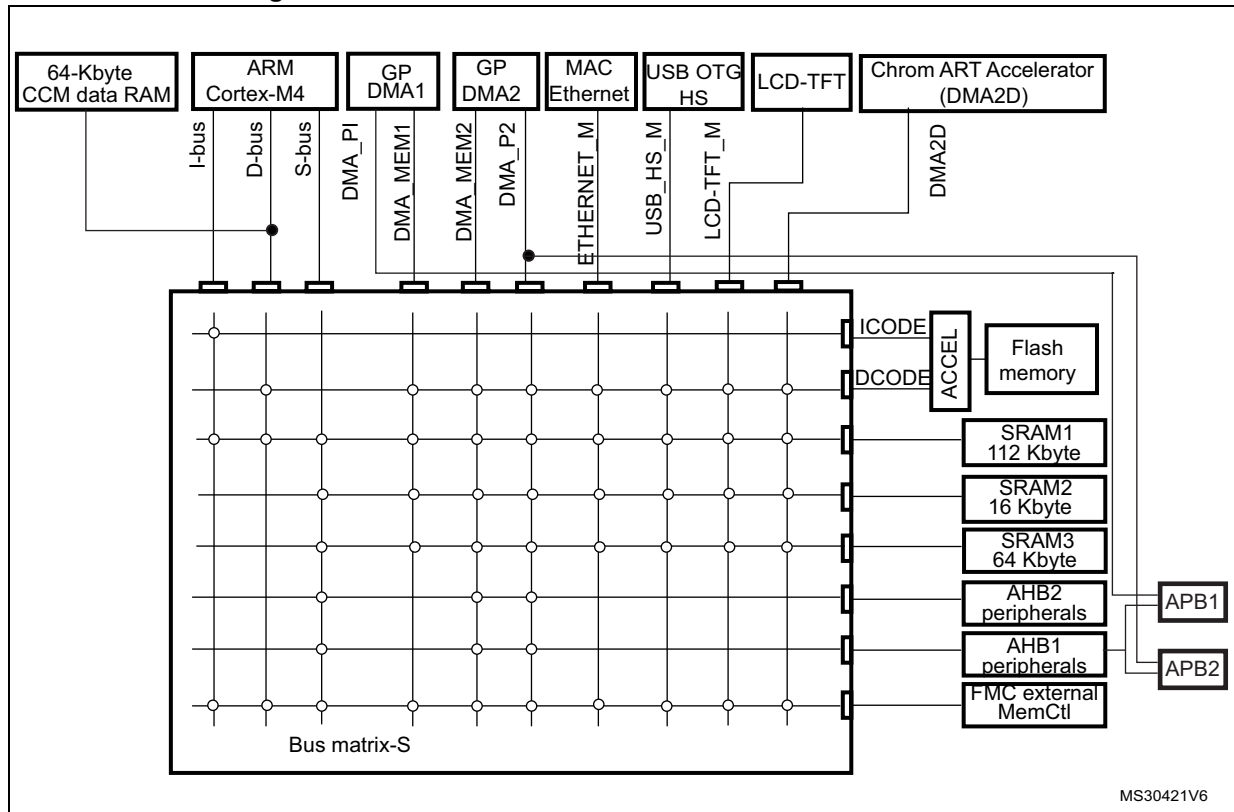 64-Kbyte
CCM data RAM
ARM
Cortex-M4
GP
DMA1
GP
DMA2
MAC
Ethernet
USB OTG
HS
LCD-TFT
Chrom ART Accelerator
(DMA2D)
I-bus
D-bus
S-bus
DMA_PI
DMA_MEM1
DMA_MEM2
DMA_P2
ETHERNET_M
USB_HS_M
LCD-TFT_M
DMA2D
ICODE
DCODE
ACCEL
Flash
memory
SRAM1
112 Kbyte
SRAM2
16 Kbyte
SRAM3
64 Kbyte
AHB2
peripherals
AHB1
peripherals
FMC external
MemCtl
APB1
APB2
Bus matrix-S
MS30421V6